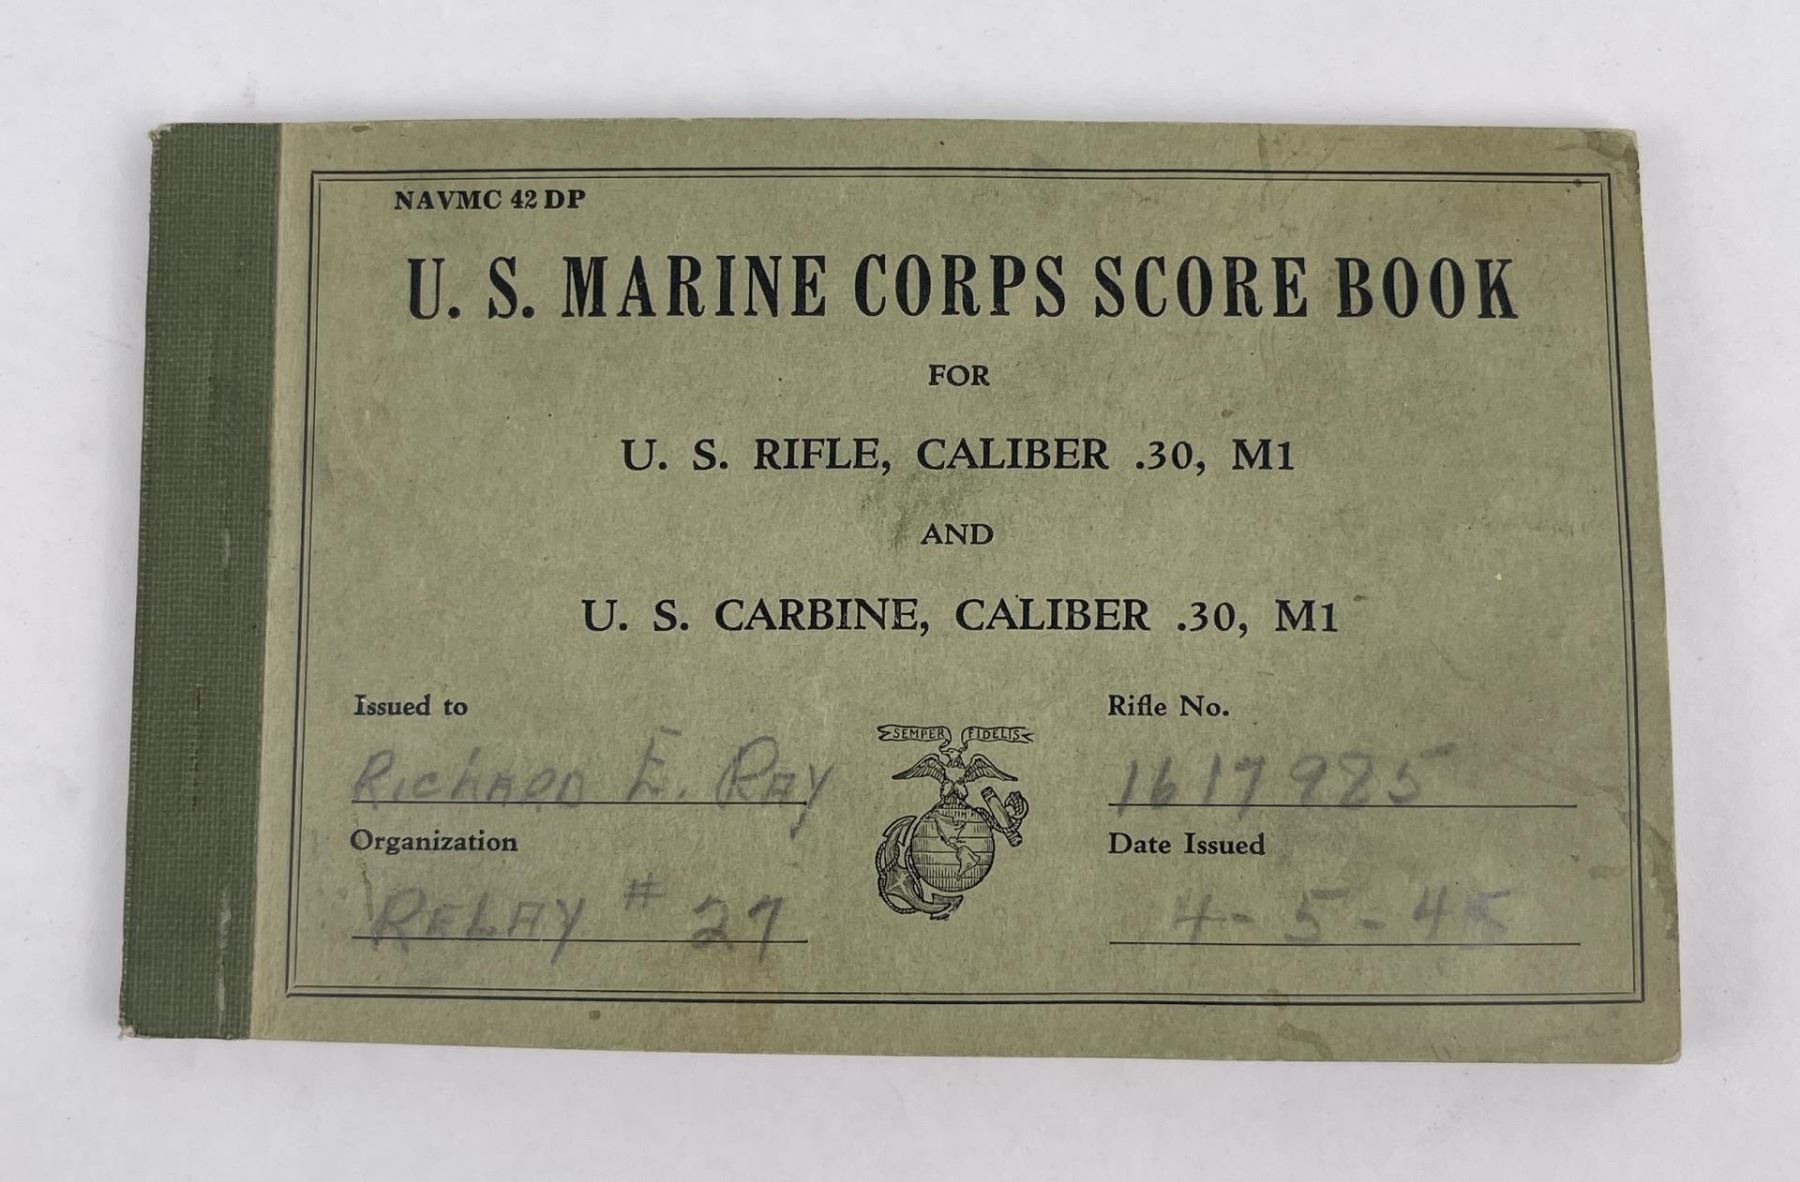 NAVMC 42 DP
U. S. MARINE CORPS SCORE BOOK
FOR
U. S. RIFLE, CALIBER .30, M1
AND
U. S. CARBINE, CALIBER .30, M1
Issued to
Richard E. Ray
Rifle No.
1617925
SEMPER FIDELIS
Organization
Relay # 27
Date Issued
4-5-45